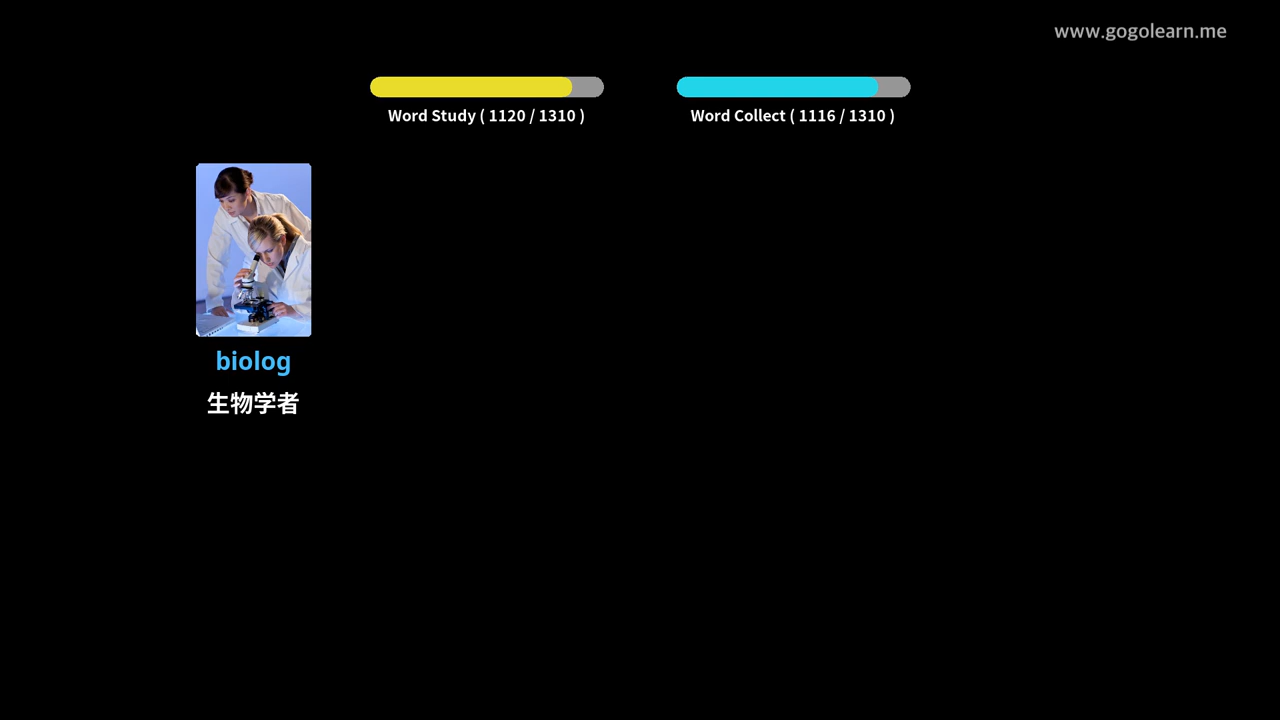 www.gogolearn.me
Word Study ( 1120 / 1310 )
Word Collect ( 1116 / 1310 )
biolog
生物学者